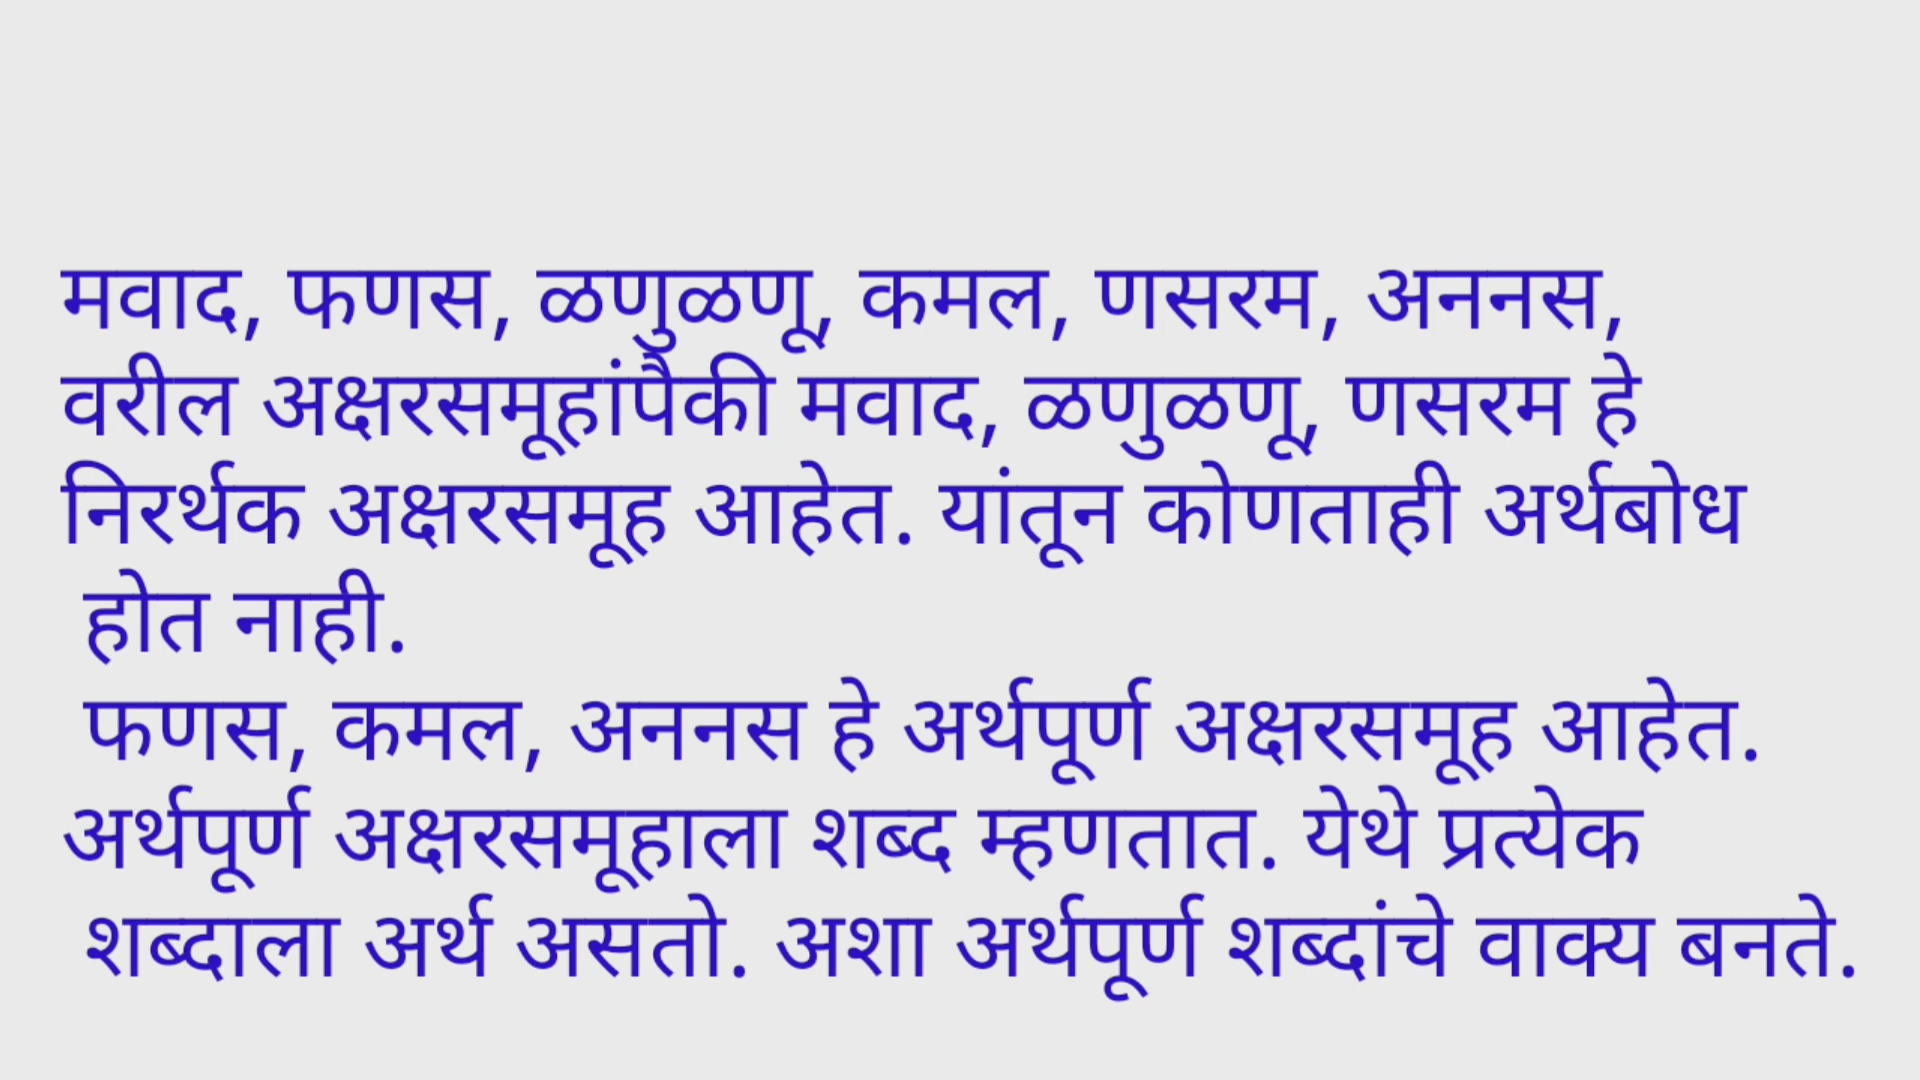 मवाद, फणस, ळणुळणू, कमल, णसरम, अननस,
वरील अक्षरसमूहांपैकी मवाद, ळणुळणू, णसरम हे
निरर्थक अक्षरसमूह आहेत. यांतून कोणताही अर्थबोध
होत नाही.
फणस, कमल, अननस हे अर्थपूर्ण अक्षरसमूह आहेत.
अर्थपूर्ण अक्षरसमूहाला शब्द म्हणतात. येथे प्रत्येक
शब्दाला अर्थ असतो. अशा अर्थपूर्ण शब्दांचे वाक्य बनते.